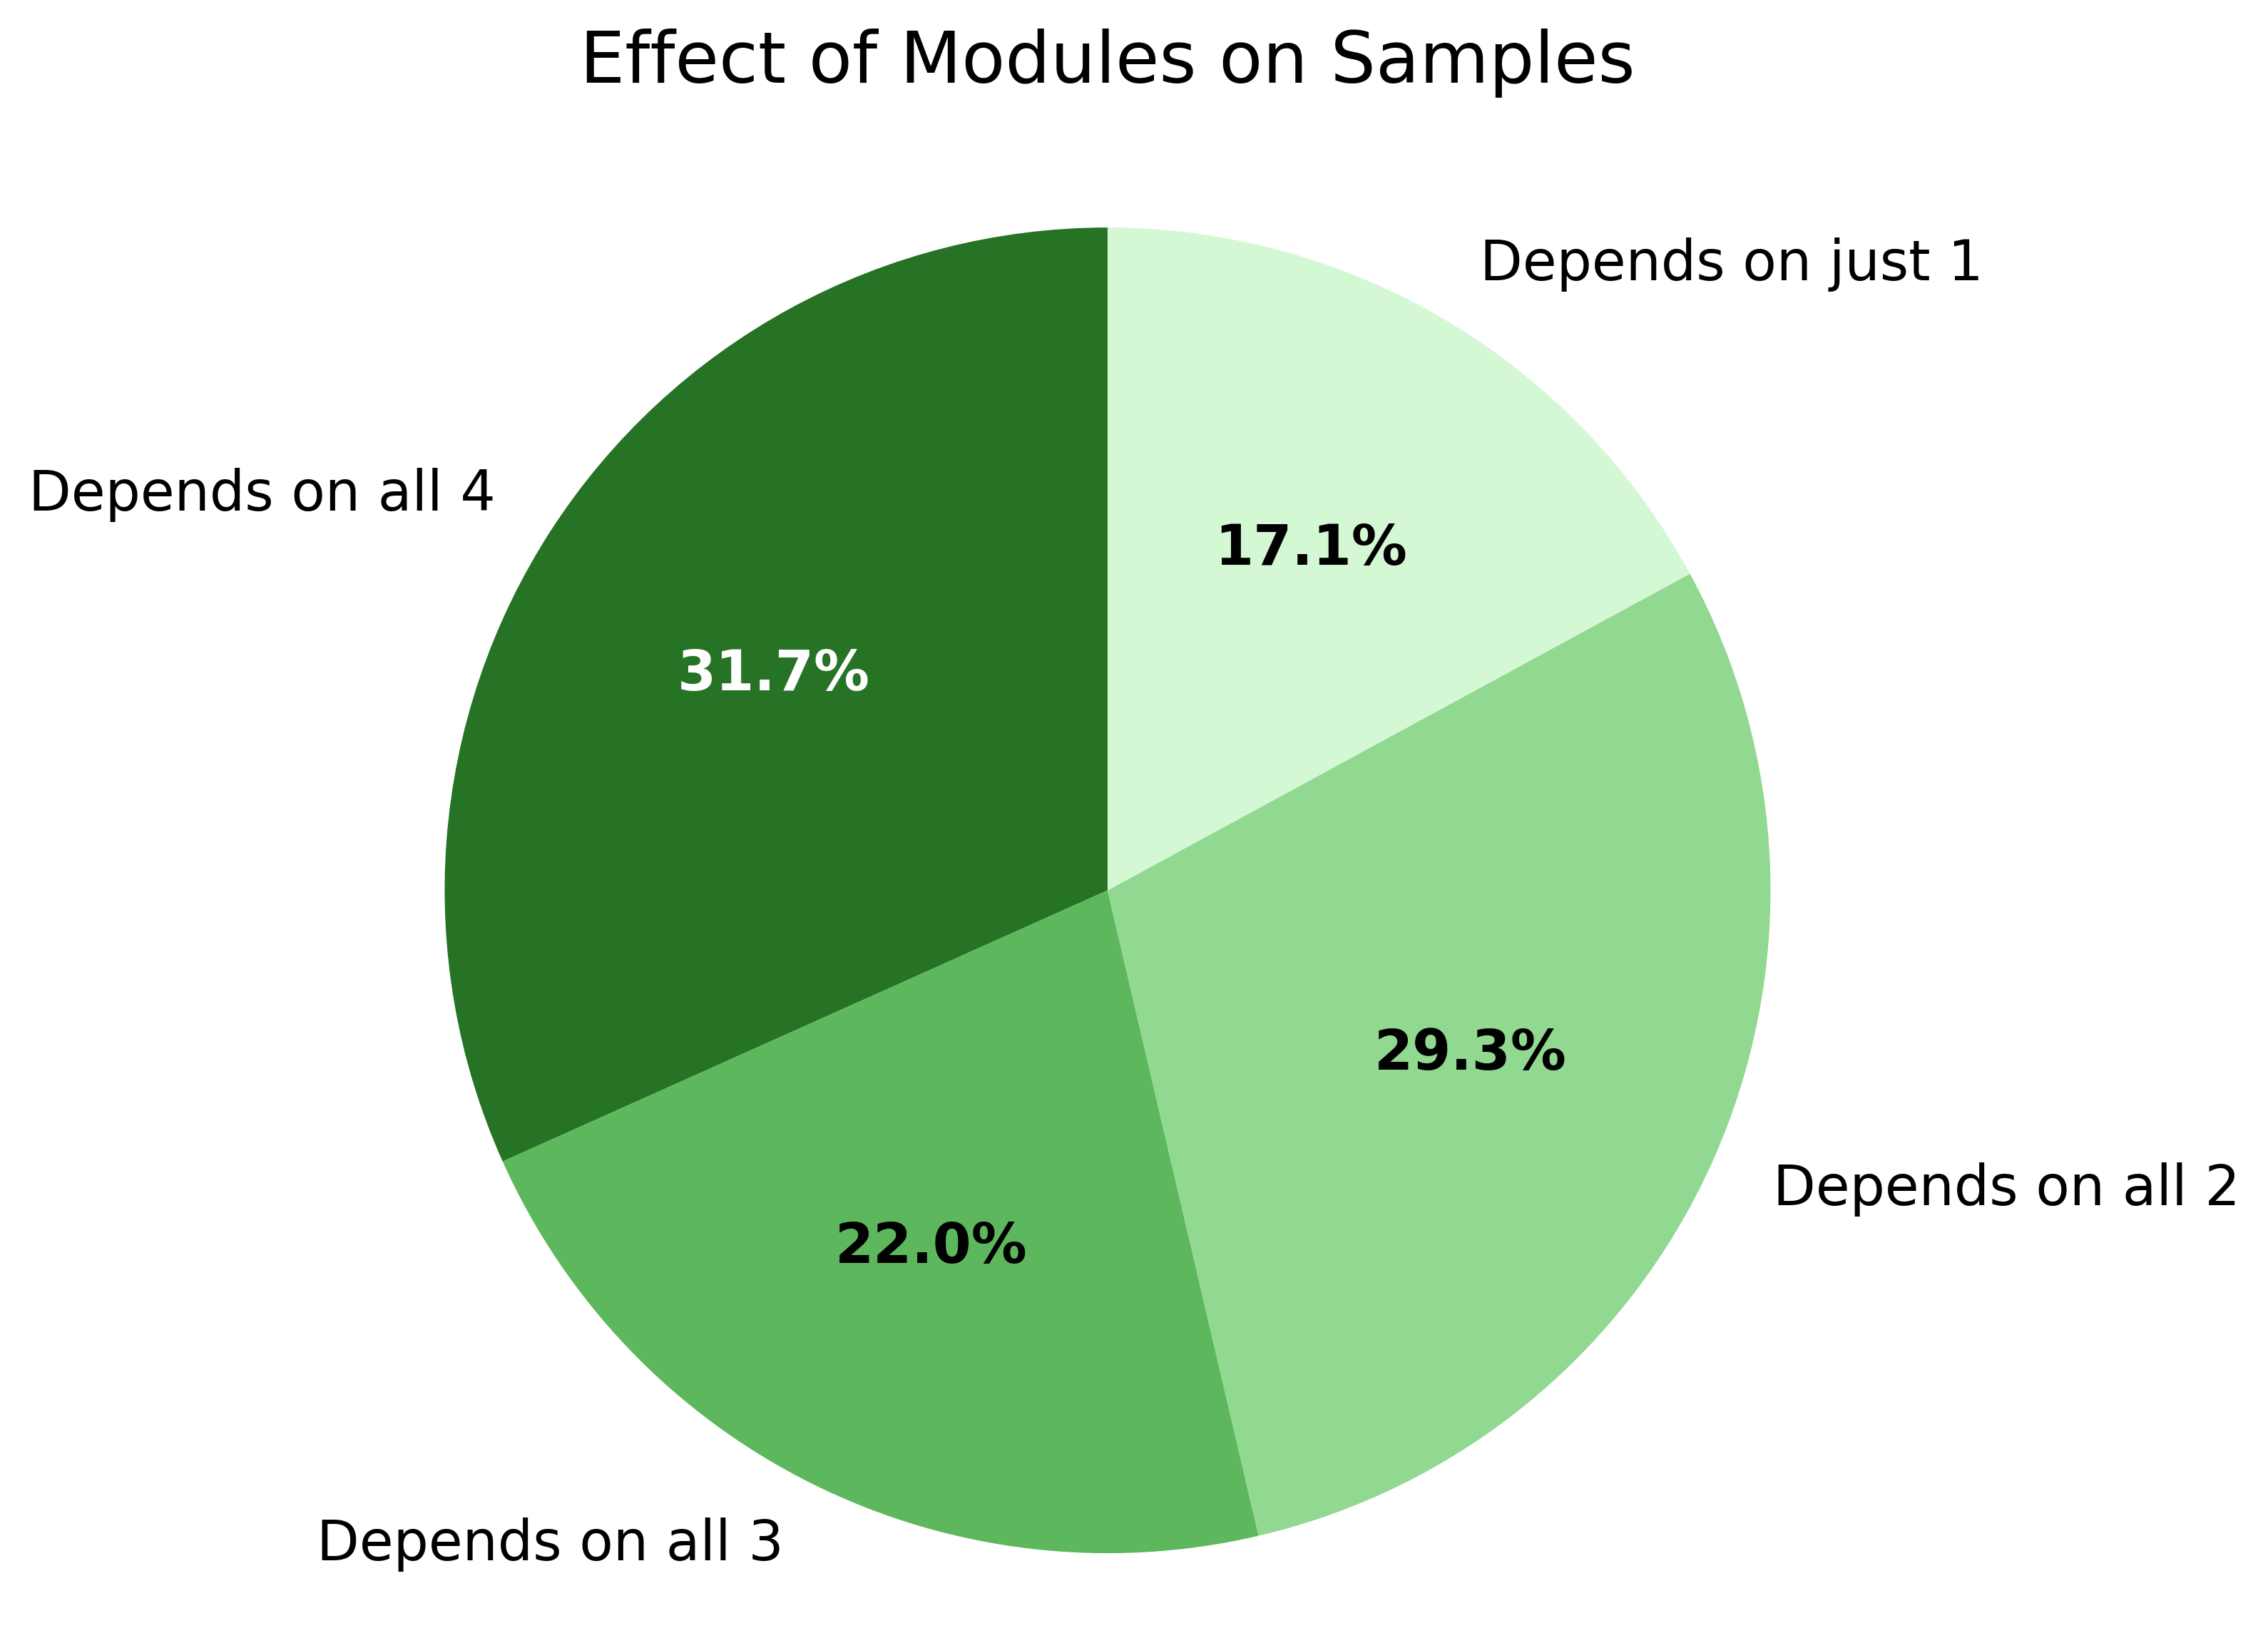 Effect of Modules on Samples
Depends on just 1
Depends on all 4
17.1%
31.7%
29.3%
Depends on all 2
22.0%
Depends on all 3